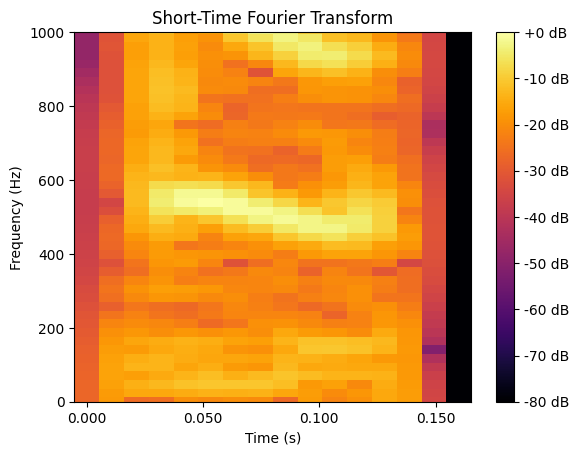 Short-Time Fourier Transform
1000
800
600
400
200
0
Frequency (Hz)
0.000
0.050
0.100
0.150
Time (s)
+0 dB
-10 dB
-20 dB
-30 dB
-40 dB
-50 dB
-60 dB
-70 dB
-80 dB